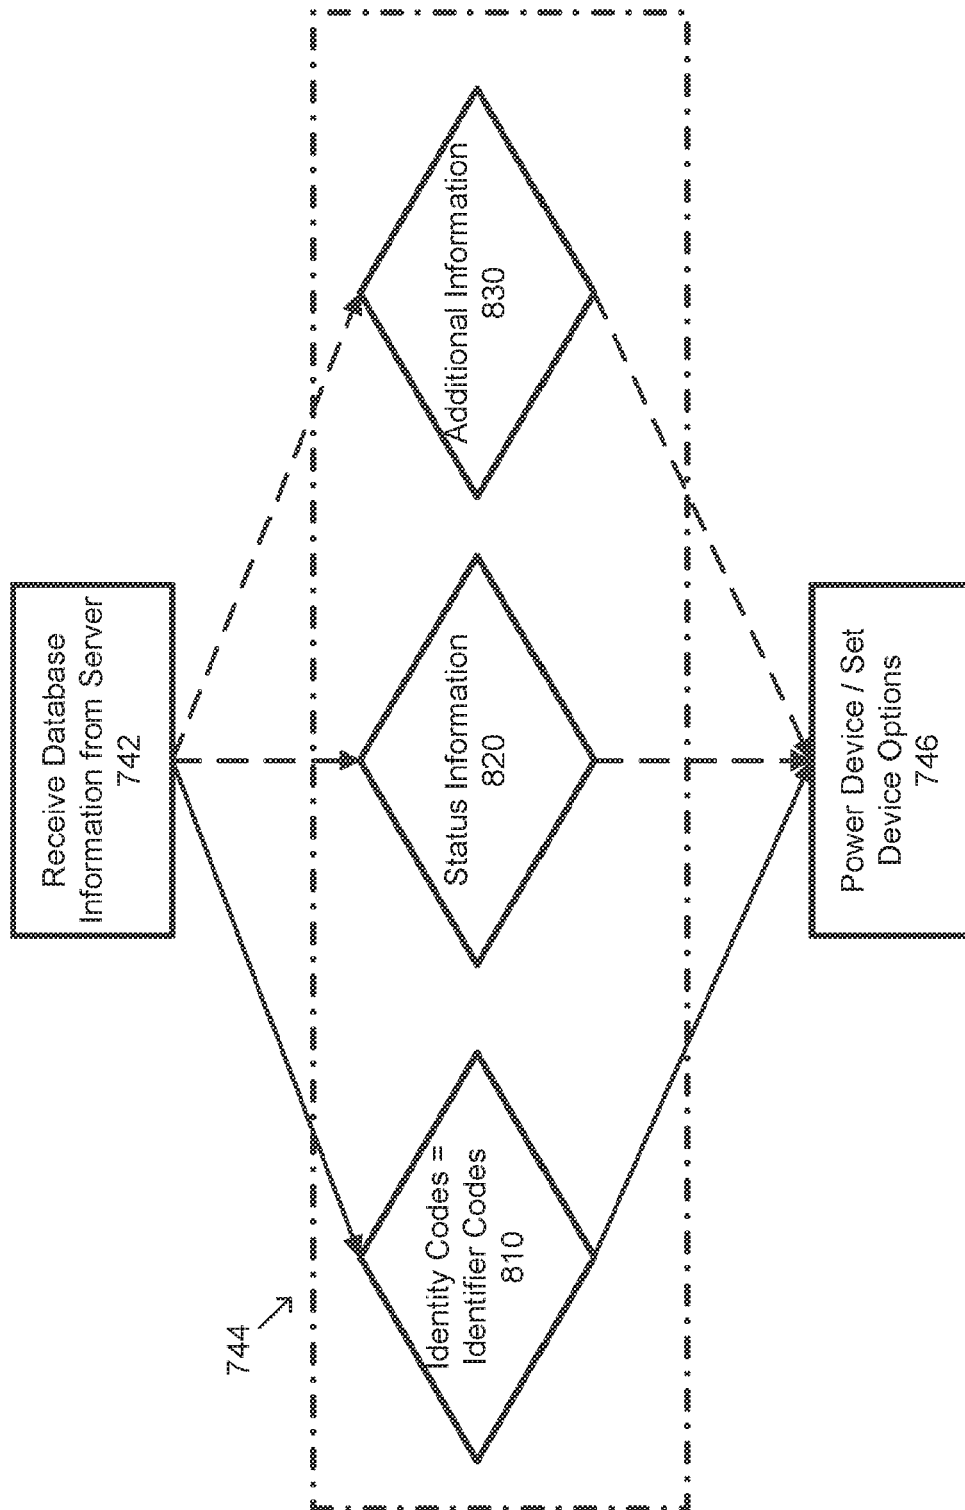 Receive Database
Information from Server
742
744
Identity Codes =
Identifier Codes
810
Status Information
820
Additional Information
830
Power Device / Set
Device Options
746